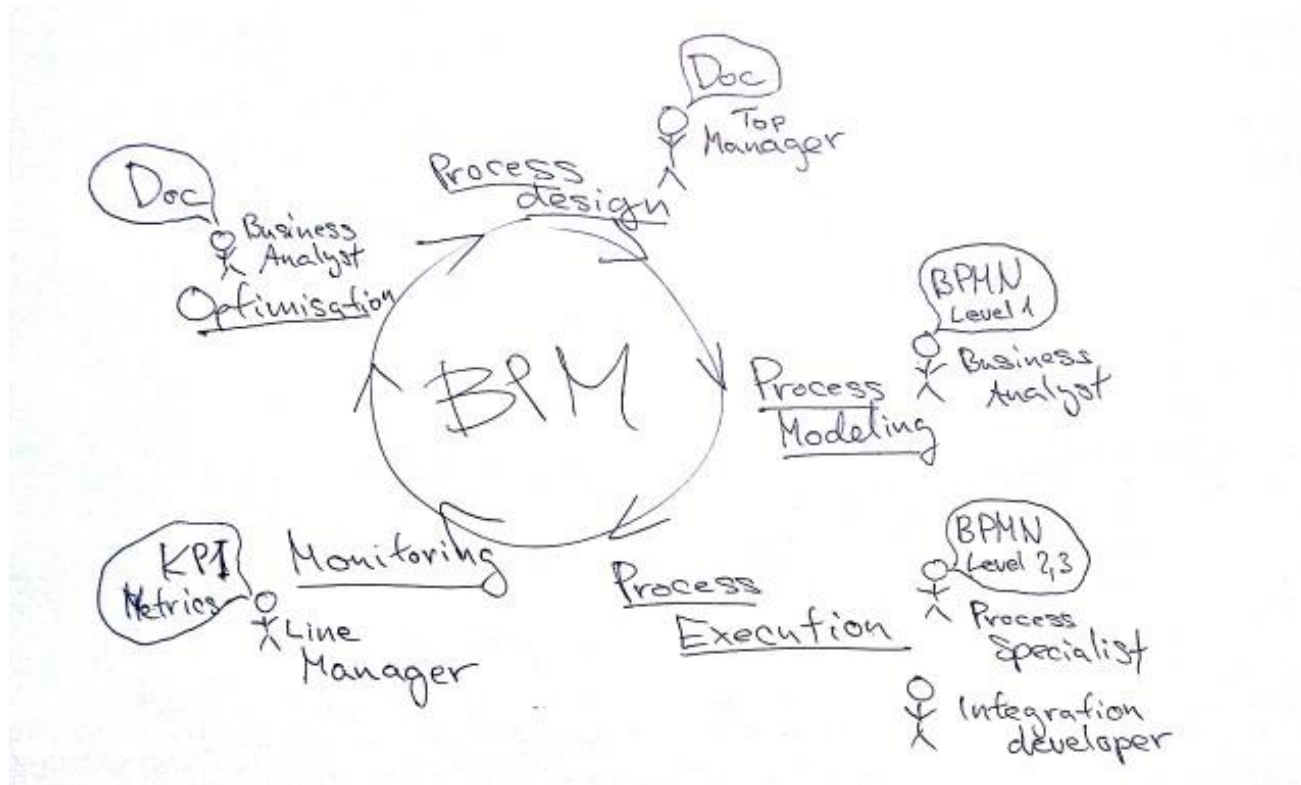 Doc
Top
Manager
Process
design
Doc
Business
Analyst
Optimisation
BPM
BPMN
Level 1
Business
Analyst
Process
Modeling
KPI
Metrics
Monitoring
Line
Manager
Process
Execution
BPMN
Level 2,3
Process
Specialist
Integration
developer